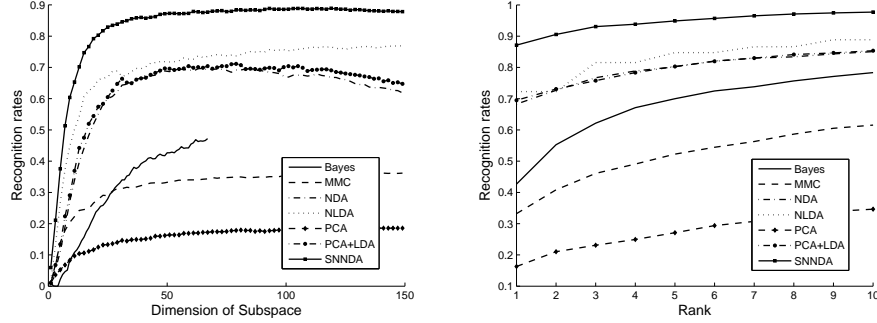 0.9
0.8
0.7
0.6
0.5
0.4
0.3
0.2
0.1
0
Recognition rates
0
50
100
150
Dimension of Subspace
Bayes
MMC
NDA
NLDA
PCA
PCA+LDA
SNNDA
1
0.9
0.8
0.7
0.6
0.5
0.4
0.3
0.2
0.1
Recognition rates
1
2
3
4
5
6
7
8
9
10
Rank
Bayes
MMC
NDA
NLDA
PCA
PCA+LDA
SNNDA